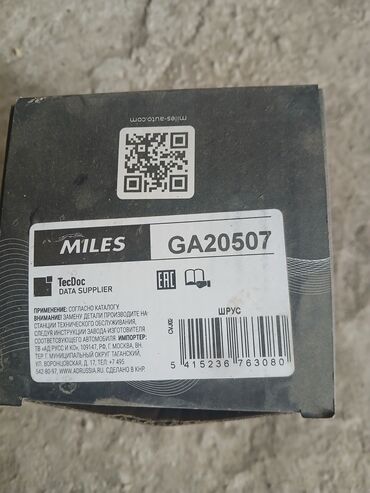 miles-auto.com
MILES
GA20507
TecDoc
DATA SUPPLIER
EAC
ПРИМЕНЕНИЕ: СОГЛАСНО КАТАЛОГУ.
ВНИМАНИЕ! ЗАМЕНУ ДЕТАЛИ ПРОИЗВОДИТЕ НА
СТАНЦИИ ТЕХНИЧЕСКОГО ОБСЛУЖИВАНИЯ,
СЛЕДУЯ ИНСТРУКЦИИ ЗАВОДА-ИЗГОТОВИТЕЛЯ
СООТВЕТСТВУЮЩЕГО АВТОМОБИЛЯ. ИМПОРТЕР:
ТВ «АД РУСС И КО», 109147, РФ, Г. МОСКВА, ВН.
ТЕР. Г. МУНИЦИПАЛЬНЫЙ ОКРУГ ТАГАНСКИЙ,
УЛ. ВОРОНЦОВСКАЯ, Д. 17, ТЕЛ: +7 495
542-80-97, WWW.ADRUSSIA.RU, СДЕЛАНО В КНР.
ШРУС
5 415236 763080